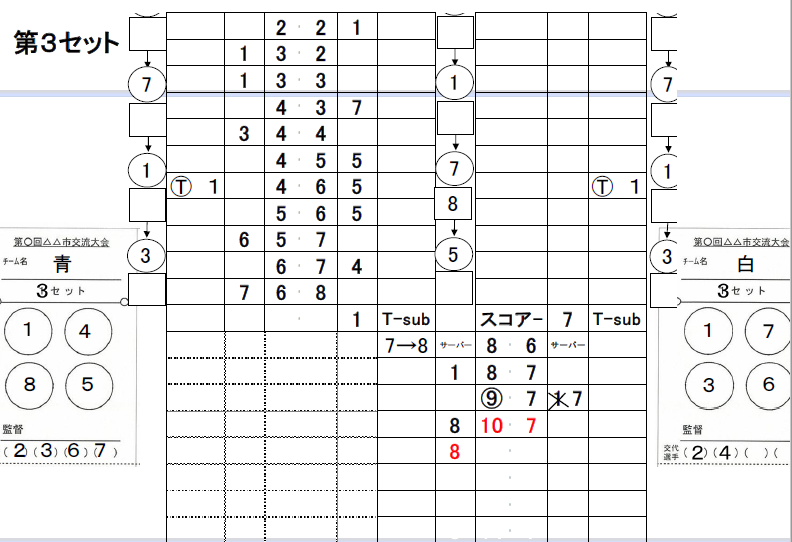 第3セット
2 2 1
1 3 2
1 3 3
4 3 7
3 4 4
4 5 5
Ⓣ 1 4 6 5 Ⓣ 1
5 6 5
6 5 7
6 7 4
7 6 8
1 T-sub スコアー 7 T-sub
7→8 サーバー 8 6 サーバー
1 8 7
⑨ 7 1 7
8 10 7
8
7
1
3
1
7
8
5
7
1
3
第〇回△△市交流大会
チーム名 青
3セット
1 4
8 5
監督
(2)(3)(6)(7)
第〇回△△市交流大会
チーム名 白
3セット
1 7
3 6
監督
交代選手 (2)(4)( )(